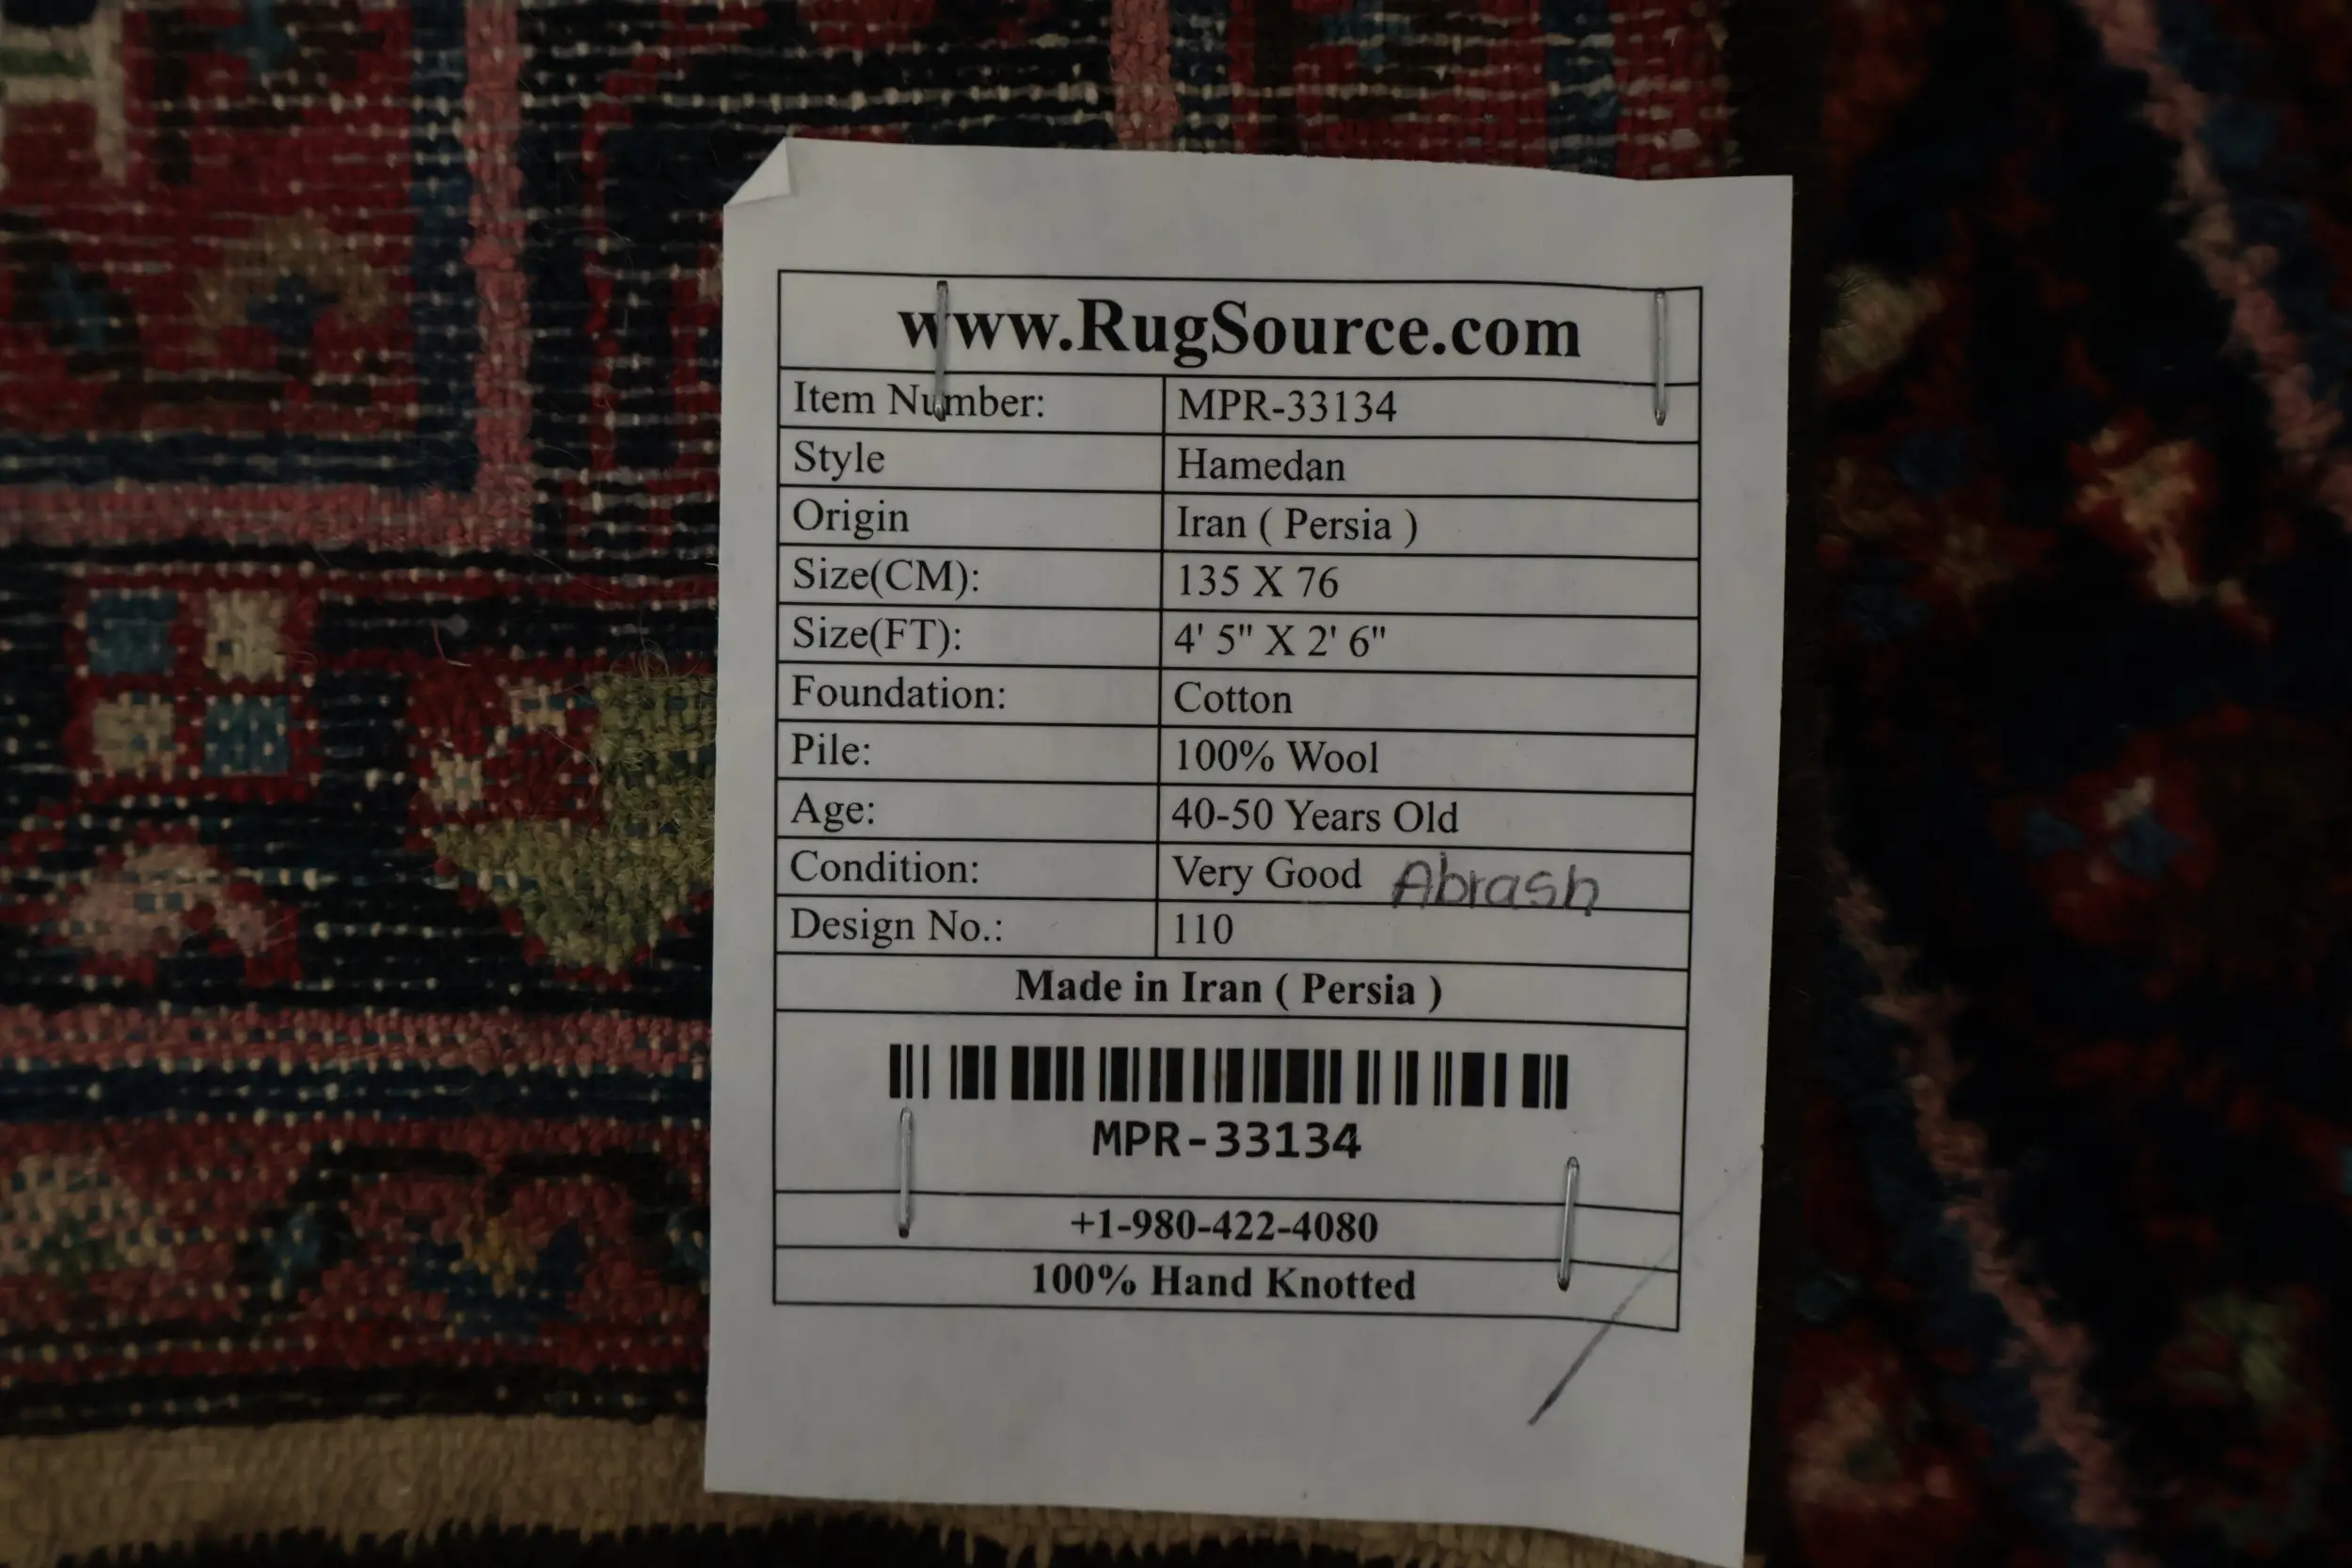 www.RugSource.com
Item Number: MPR-33134
Style Hamedan
Origin Iran ( Persia )
Size(CM): 135 X 76
Size(FT): 4' 5" X 2' 6"
Foundation: Cotton
Pile: 100% Wool
Age: 40-50 Years Old
Condition: Very Good Abrash
Design No.: 110
Made in Iran ( Persia )
MPR-33134
+1-980-422-4080
100% Hand Knotted